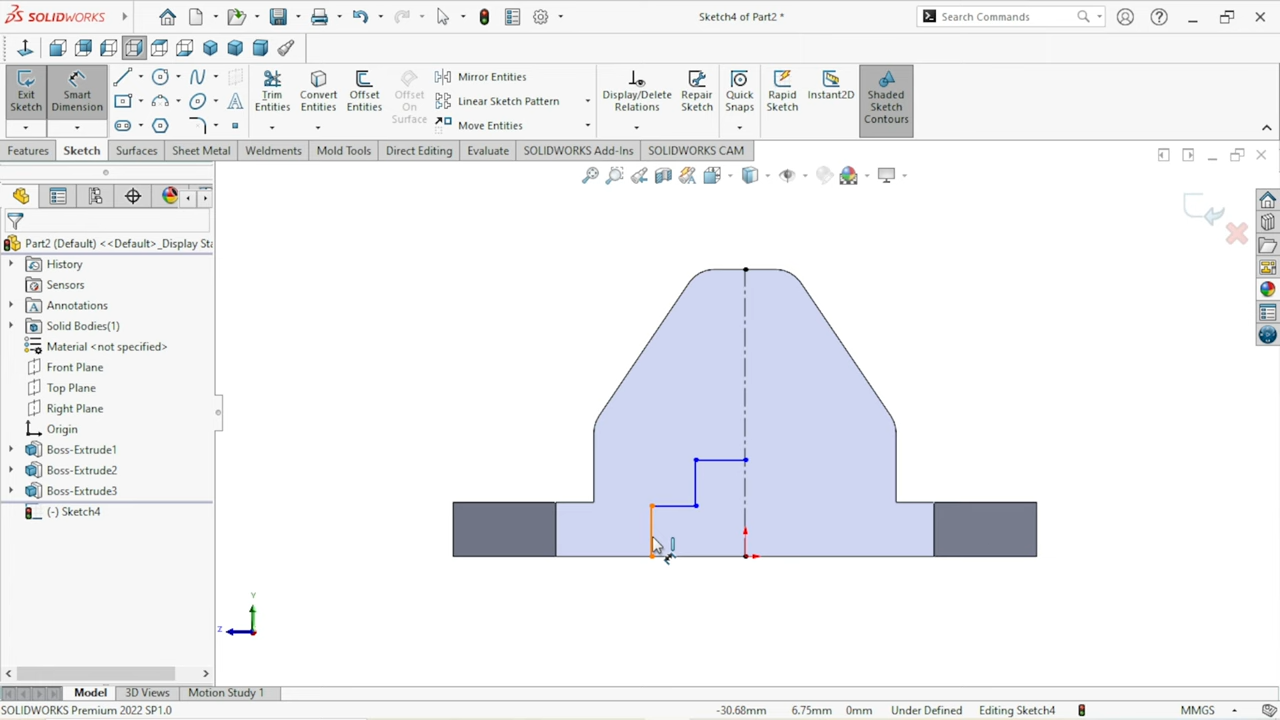 SOLIDWORKS
Sketch4 of Part2 *
Search Commands
Exit Sketch
Smart Dimension
Trim Entities
Convert Entities
Offset Entities
Offset On Surface
Mirror Entities
Linear Sketch Pattern
Move Entities
Display/Delete Relations
Repair Sketch
Quick Snaps
Rapid Sketch
Instant2D
Shaded Sketch Contours
Features
Sketch
Surfaces
Sheet Metal
Weldments
Mold Tools
Direct Editing
Evaluate
SOLIDWORKS Add-Ins
SOLIDWORKS CAM
Part2 (Default) <<Default>_Display Sta
History
Sensors
Annotations
Solid Bodies(1)
Material <not specified>
Front Plane
Top Plane
Right Plane
Origin
Boss-Extrude1
Boss-Extrude2
Boss-Extrude3
(-) Sketch4
Y
Z
Model
3D Views
Motion Study 1
SOLIDWORKS Premium 2022 SP1.0
-30.68mm
6.75mm
0mm
Under Defined
Editing Sketch4
MMGS